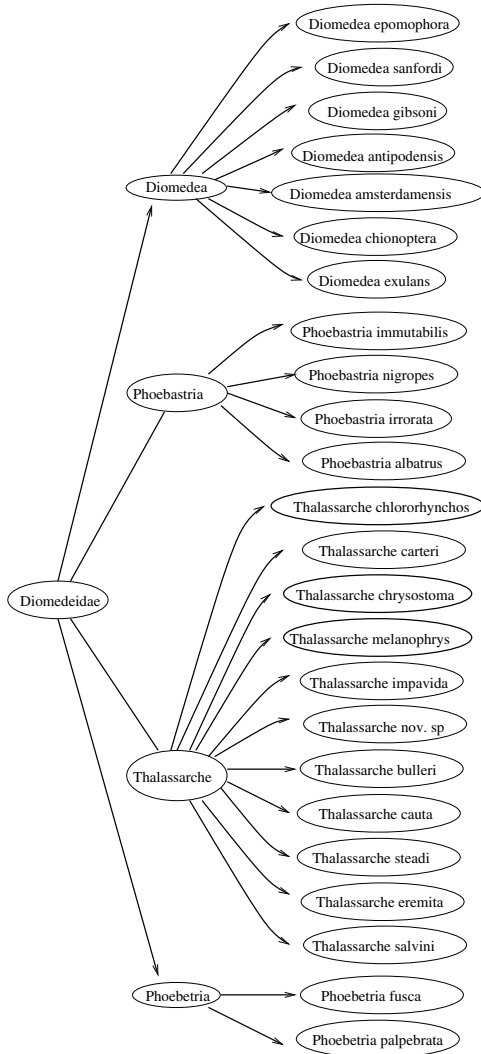 Diomedea epomophora
Diomedea sanfordi
Diomedea gibsoni
Diomedea antipodensis
Diomedea
Diomedea amsterdamensis
Diomedea chionoptera
Diomedea exulans
Phoebastria immutabilis
Phoebastria nigropes
Phoebastria
Phoebastria irrorata
Phoebastria albatrus
Thalassarche chlororhynchos
Thalassarche carteri
Thalassarche chrysostoma
Diomedeidae
Thalassarche melanophrys
Thalassarche impavida
Thalassarche nov. sp
Thalassarche bulleri
Thalassarche
Thalassarche cauta
Thalassarche steadi
Thalassarche eremita
Thalassarche salvini
Phoebetria
Phoebetria fusca
Phoebetria palpebrata